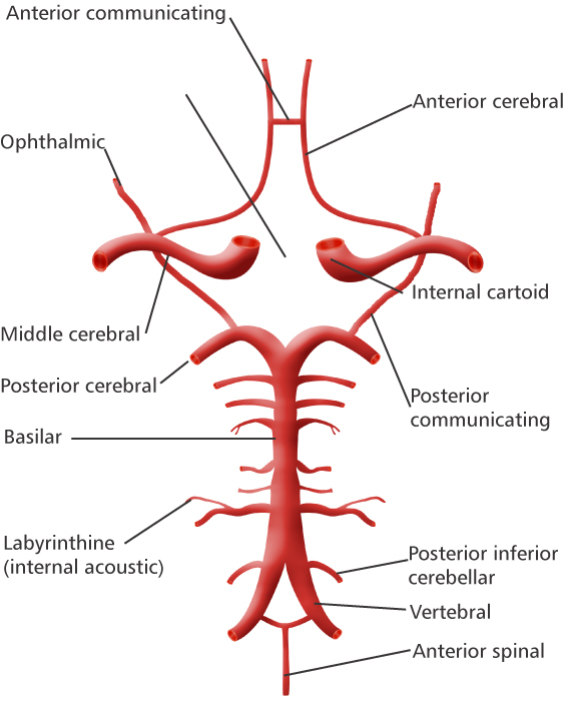 Anterior communicating
Anterior cerebral
Ophthalmic
Internal cartoid
Middle cerebral
Posterior cerebral
Posterior
communicating
Basilar
Labyrinthine
(internal acoustic)
Posterior inferior
cerebellar
Vertebral
Anterior spinal